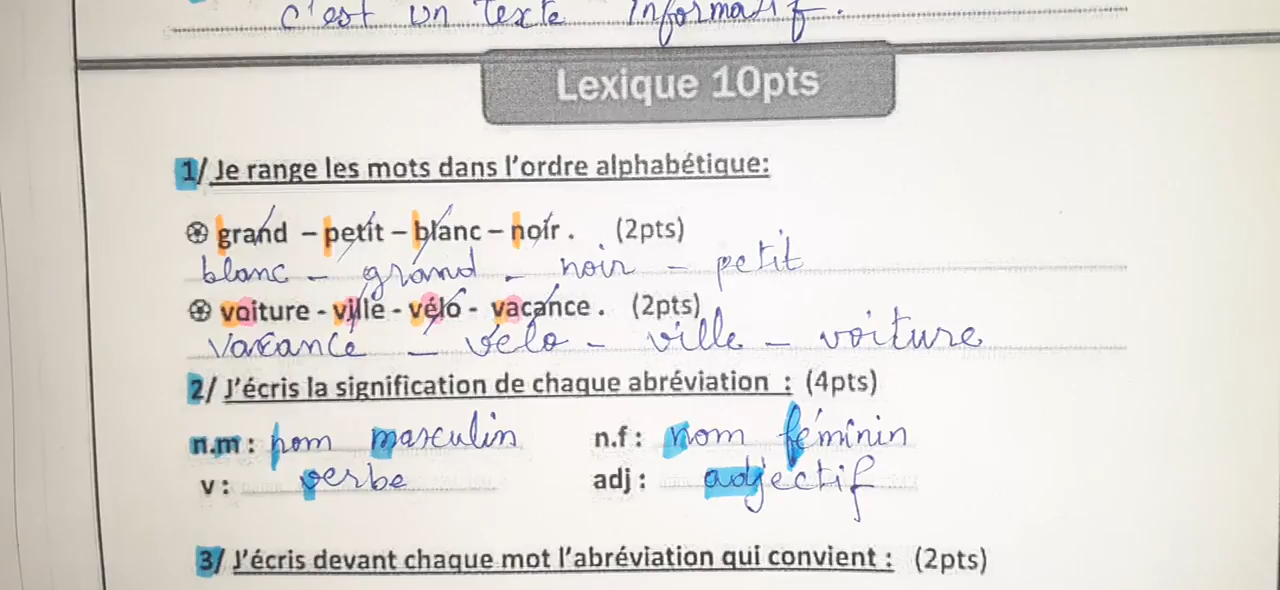 c'est un texte informatif.
Lexique 10pts
1/ Je range les mots dans l'ordre alphabétique:
grand – petit – blanc – noir . (2pts)
blanc – grand – noir – petit
voiture - ville - vélo - vacance . (2pts)
vacance – vélo – ville – voiture
2/ J'écris la signification de chaque abréviation : (4pts)
n.m : nom masculin n.f : nom féminin
v : verbe adj : adjectif
3/ J'écris devant chaque mot l'abréviation qui convient : (2pts)